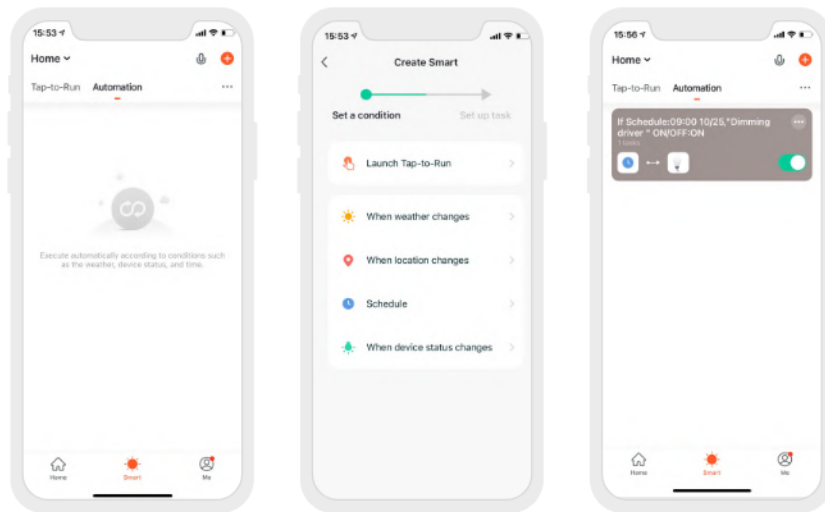 15:53
Home
Tap-to-Run Automation
Execute automatically according to conditions such
as the weather, device status, and time.
Home Smart Me
15:53
Create Smart
Set a condition Set up task
Launch Tap-to-Run
When weather changes
When location changes
Schedule
When device status changes
15:56
Home
Tap-to-Run Automation
If Schedule:09:00 10/25,"Dimming
driver " ON/OFF:ON
1 tasks
Home Smart Me